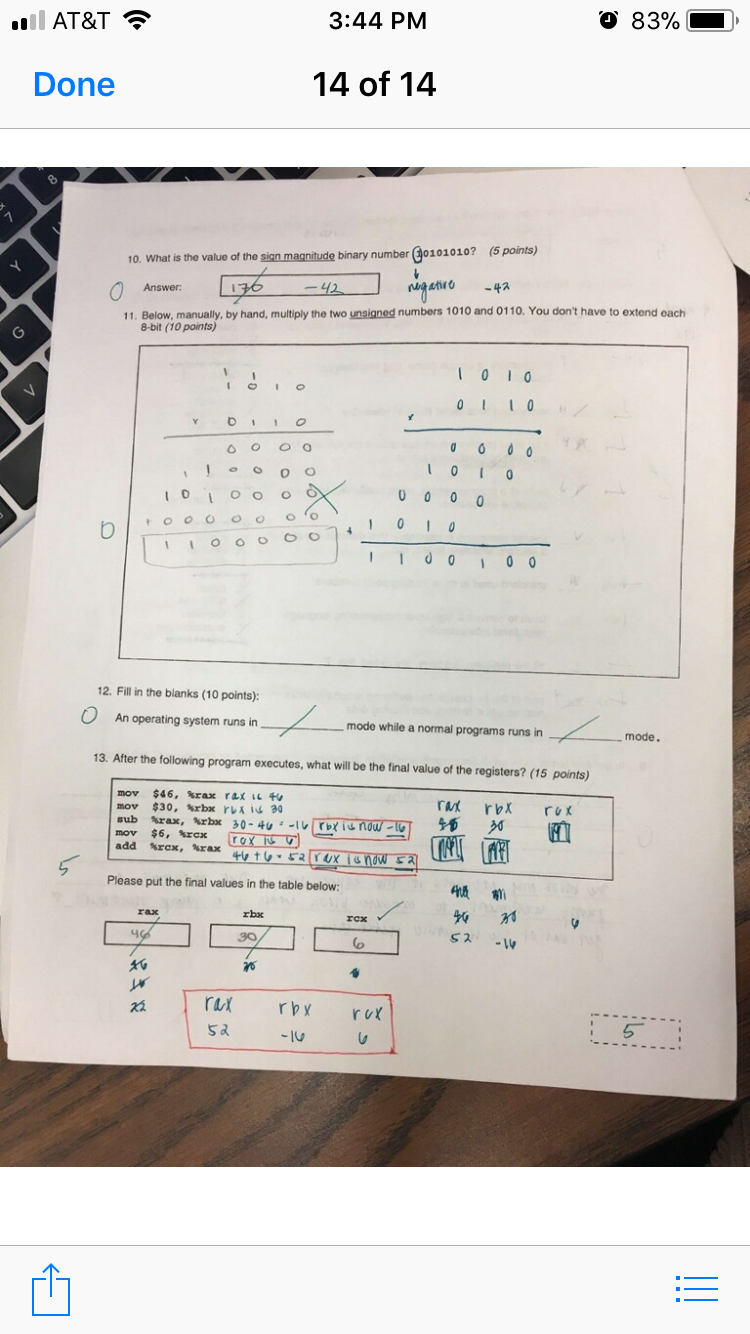 AT&T 3:44 PM 83%
Done 14 of 14
10. What is the value of the sign magnitude binary number 10101010? (5 points)
0 Answer: 170 -42 negative -42
11. Below, manually, by hand, multiply the two unsigned numbers 1010 and 0110. You don't have to extend each
8-bit (10 points)
1 1
1 0 1 0 1 0 1 0
x 0 1 1 0 x 0 1 1 0
0 0 0 0 0 0 0 0
1 1 0 0 0 0 1 0 1 0
1 0 1 0 0 0 0 0 0 0 0
+ 0 0 0 0 0 0 0 + 1 0 1 0
0 1 1 0 0 0 0 0 1 1 0 0 1 0 0
12. Fill in the blanks (10 points):
0 An operating system runs in mode while a normal programs runs in mode.
13. After the following program executes, what will be the final value of the registers? (15 points)
mov $46, %rax rax is 46 rax rbx rcx
mov $30, %rbx rbx is 30 46 30
sub %rax, %rbx 30-46=-16 rbx is now -16
mov $6, %rcx rcx is 6
add %rcx, %rax 46+6=52 rax is now 52
5 Please put the final values in the table below:
rax rbx rcx 46 30 6
46 30 6 52 -16
rax rbx rcx
52 -16 6
5